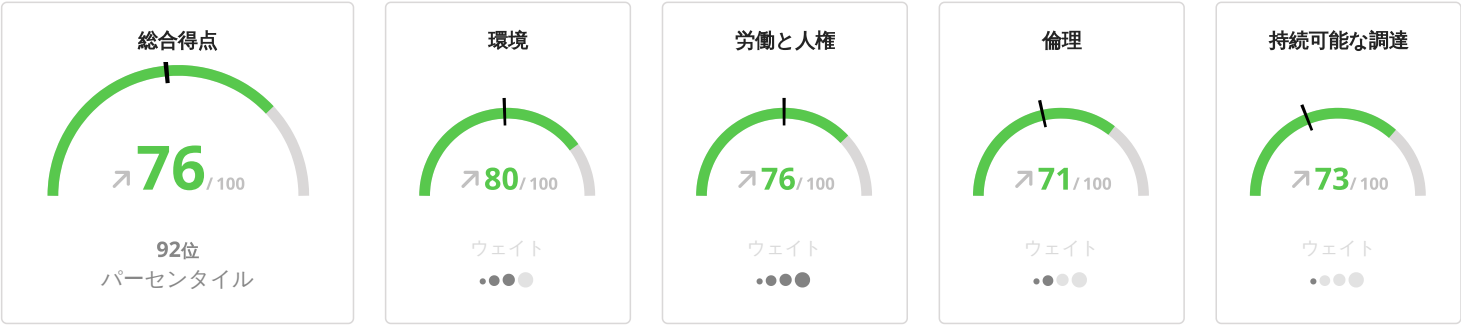 総合得点
76 / 100
92位
パーセンタイル
環境
80 / 100
ウェイト
労働と人権
76 / 100
ウェイト
倫理
71 / 100
ウェイト
持続可能な調達
73 / 100
ウェイト